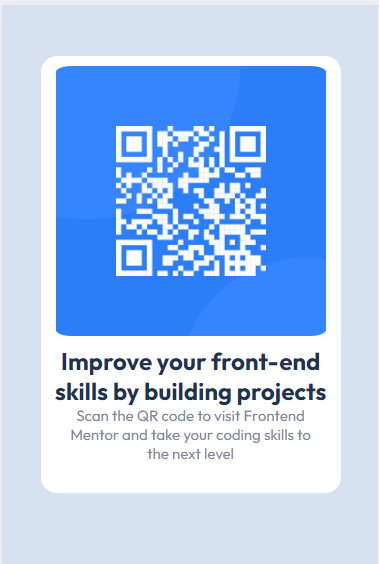 Improve your front-end
skills by building projects
Scan the QR code to visit Frontend
Mentor and take your coding skills to
the next level